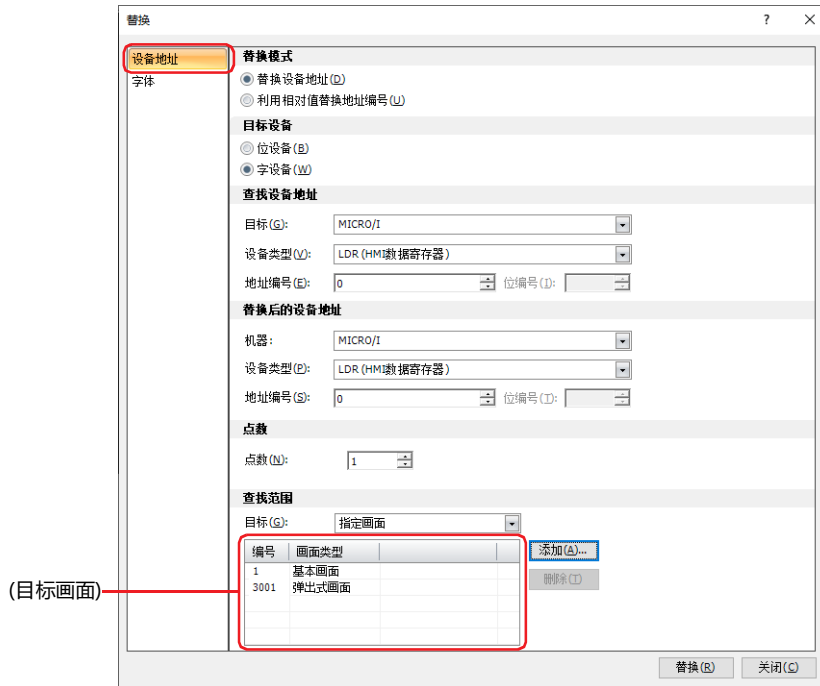 替换 ?
设备地址
字体
替换模式
替换设备地址(D)
利用相对值替换地址编号(U)
目标设备
位设备(B)
字设备(W)
查找设备地址
目标(G): MICRO/I
设备类型(V): LDR (HMI数据寄存器)
地址编号(E): 0 位编号(I):
替换后的设备地址
机器: MICRO/I
设备类型(P): LDR (HMI数据寄存器)
地址编号(S): 0 位编号(T):
点数
点数(N): 1
查找范围
目标(G): 指定画面
编号 画面类型 添加(A)...
1 基本画面 删除(T)
3001 弹出式画面
(目标画面)
替换(R) 关闭(C)